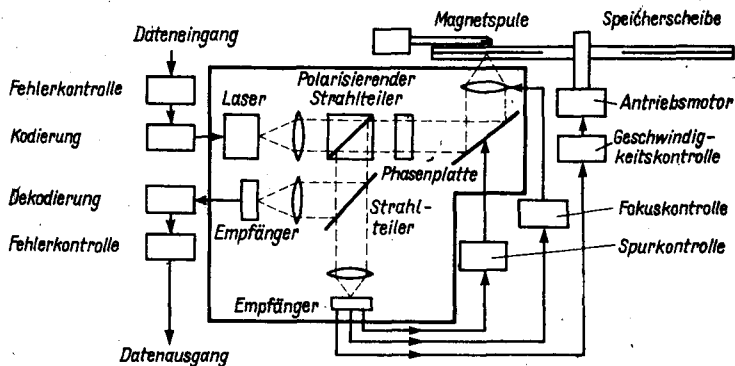 Magnetspule
Speicherscheibe
Dateneingang
Fehlerkontrolle
Kodierung
Laser
Polarisierender
Strahlteiler
Antriebsmotor
Geschwindig-
keitskontrolle
Phasenplatte
Dekodierung
Empfänger
Strahl-
teiler
Fokuskontrolle
Fehlerkontrolle
Spurkontrolle
Empfänger
Datenausgang